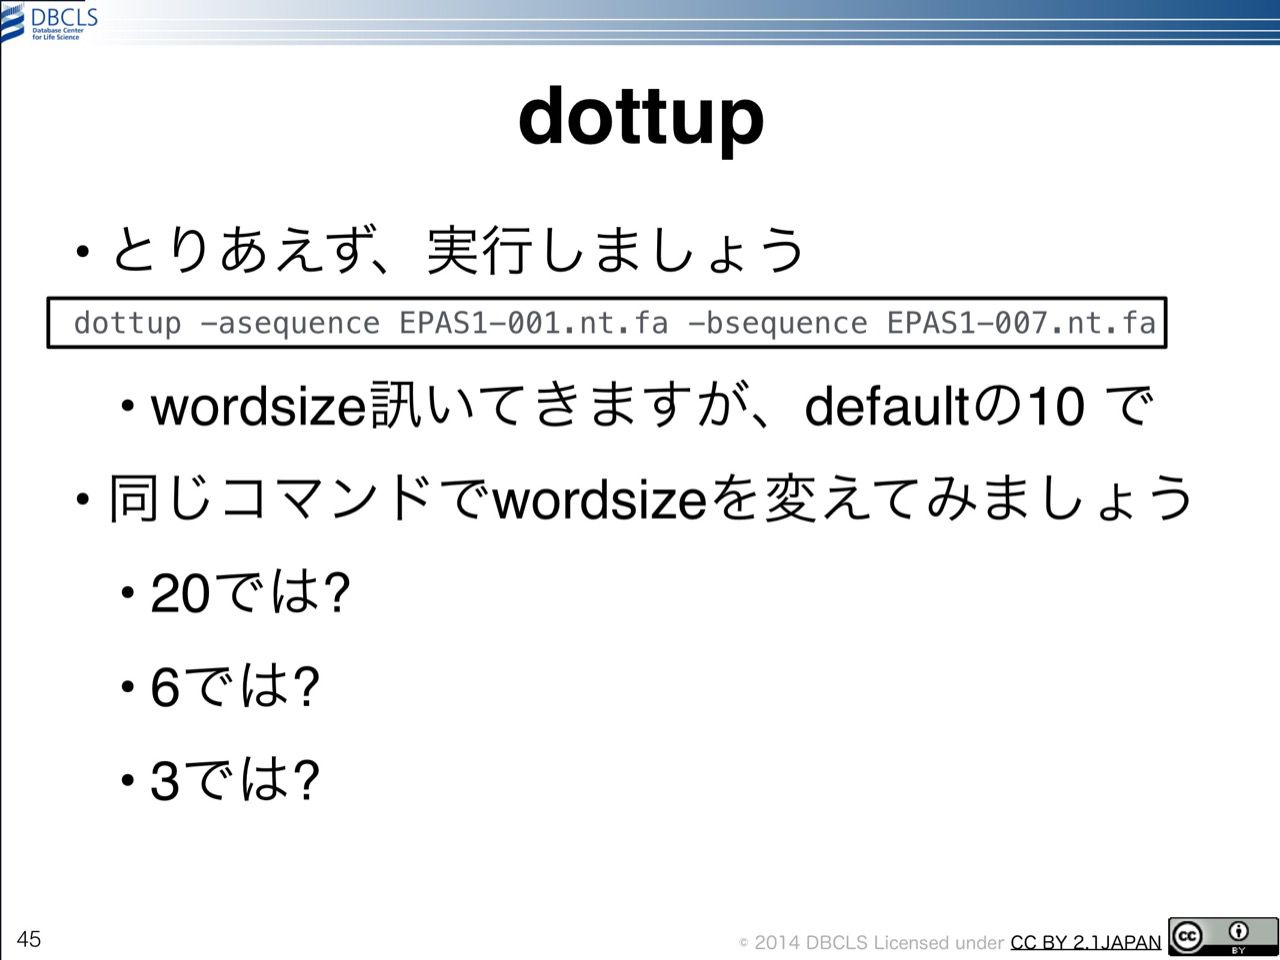 DBCLS
Database Center
for Life Science
dottup
• とりあえず、実行しましょう
dottup -asequence EPAS1-001.nt.fa -bsequence EPAS1-007.nt.fa
• wordsize訊いてきますが、defaultの10 で
• 同じコマンドでwordsizeを変えてみましょう
• 20では?
• 6では?
• 3では?
45
© 2014 DBCLS Licensed under CC BY 2.1JAPAN
cc
BY